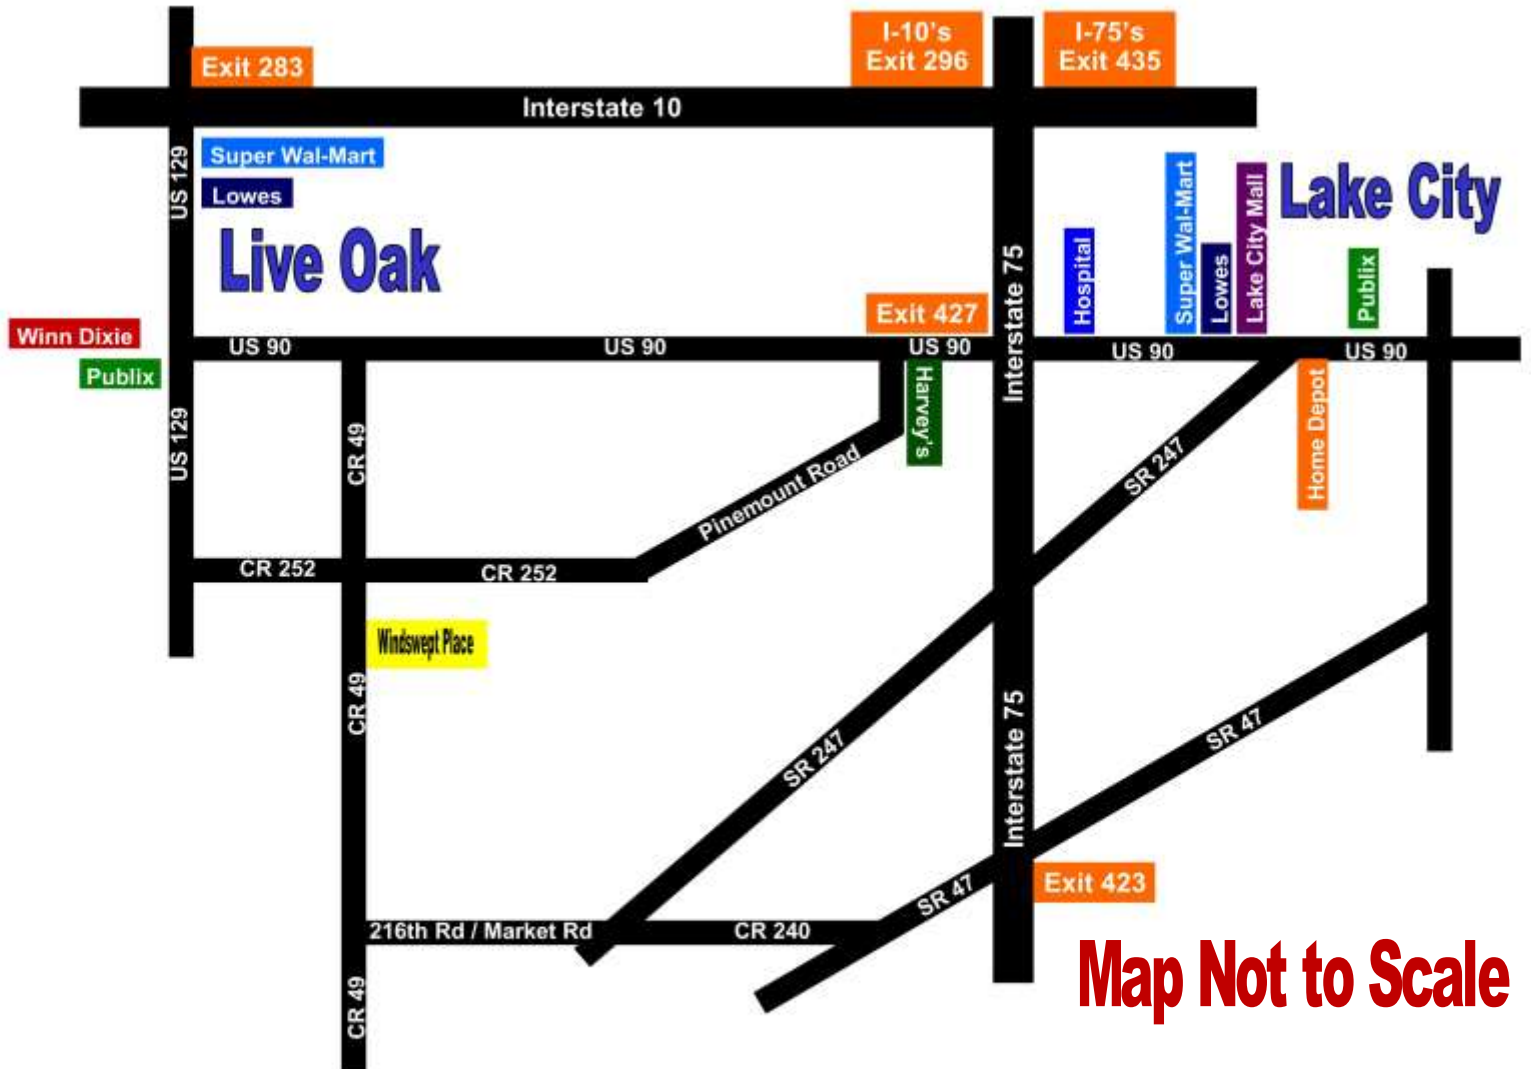 I-10's
Exit 296
I-75's
Exit 435
Exit 283
Interstate 10
US 129
Super Wal-Mart
Lowes
Live Oak
Interstate 75
Hospital
Super Wal-Mart
Lowes
Lake City Mall
Lake City
Publix
Exit 427
Winn Dixie
Publix
US 90
US 90
US 90
US 90
US 90
Harvey's
Home Depot
US 129
CR 49
Pinemount Road
SR 247
CR 252
CR 252
Windswept Place
CR 49
SR 247
Interstate 75
SR 47
Exit 423
SR 47
216th Rd / Market Rd
CR 240
CR 49
Map Not to Scale